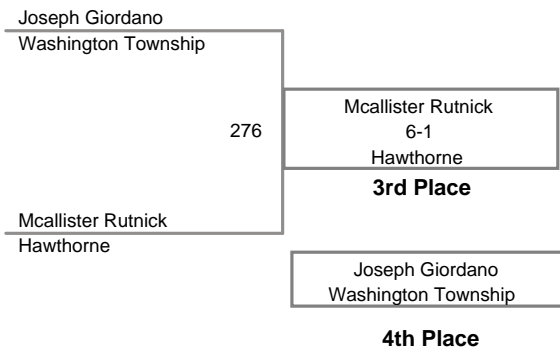 Joseph Giordano
Washington Township
276
Mcallister Rutnick
6-1
Hawthorne
3rd Place
Mcallister Rutnick
Hawthorne
Joseph Giordano
Washington Township
4th Place